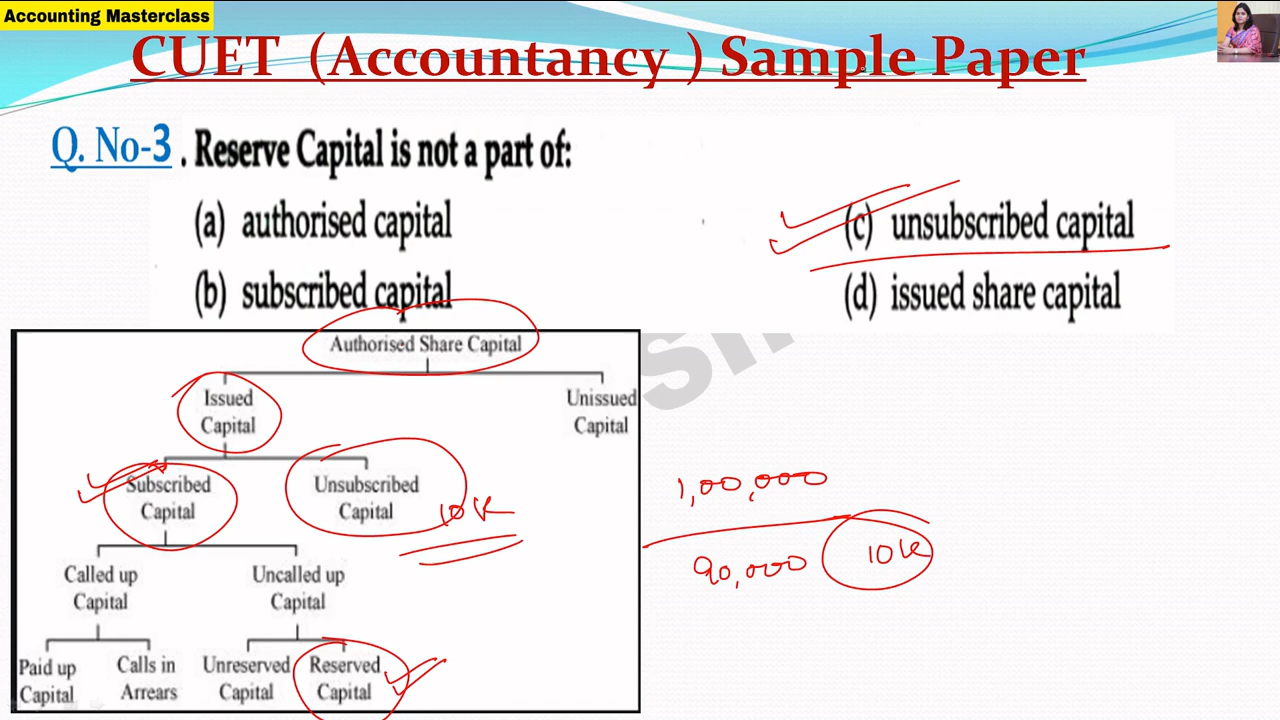 Accounting Masterclass
CUET (Accountancy ) Sample Paper
Q. No-3 . Reserve Capital is not a part of:
(a) authorised capital
(b) subscribed capital
(c) unsubscribed capital
(d) issued share capital
Authorised Share Capital
Issued Capital
Unissued Capital
Subscribed Capital
Unsubscribed Capital
10 K
Called up Capital
Uncalled up Capital
Paid up Capital
Calls in Arrears
Unreserved Capital
Reserved Capital
1,00,000
90,000
10 K